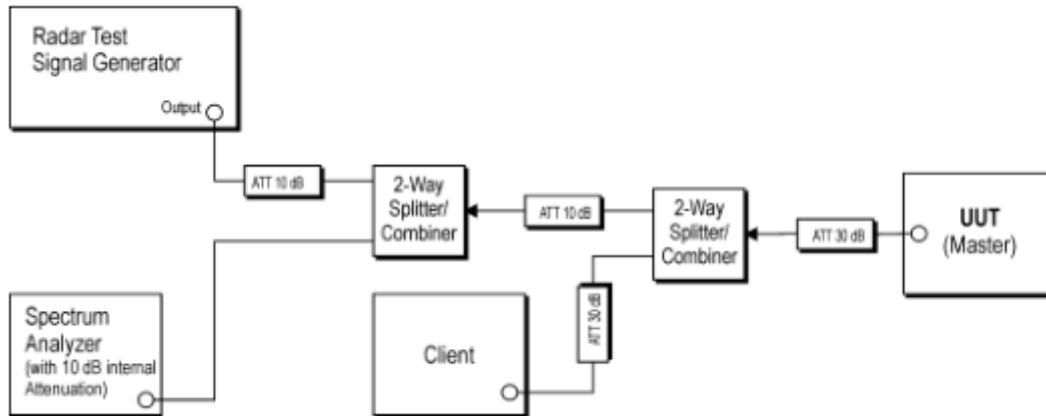 Radar Test
Signal Generator
Output
ATT 10 dB
2-Way
Splitter/
Combiner
ATT 10 dB
2-Way
Splitter/
Combiner
ATT 30 dB
UUT
(Master)
Spectrum
Analyzer
(with 10 dB internal
Attenuation)
Client
ATT 30 dB